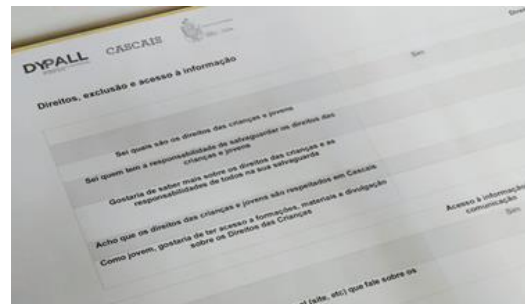 DYPALL
CASCAIS
Direitos, exclusão e acesso à informação
Sim
Sei quais são os direitos das crianças e jovens
Sei quem tem a responsabilidade de salvaguardar os direitos das
crianças e jovens
Gostaria de saber mais sobre os direitos das crianças e as
responsabilidades de todos na sua salvaguarda
Acho que os direitos das crianças e jovens são respeitados em Cascais
Como jovem, gostaria de ter acesso a formações, materiais e divulgação
sobre os Direitos das Crianças
Acesso à informação
comunicação
Sim
(site, etc) que fale sobre os